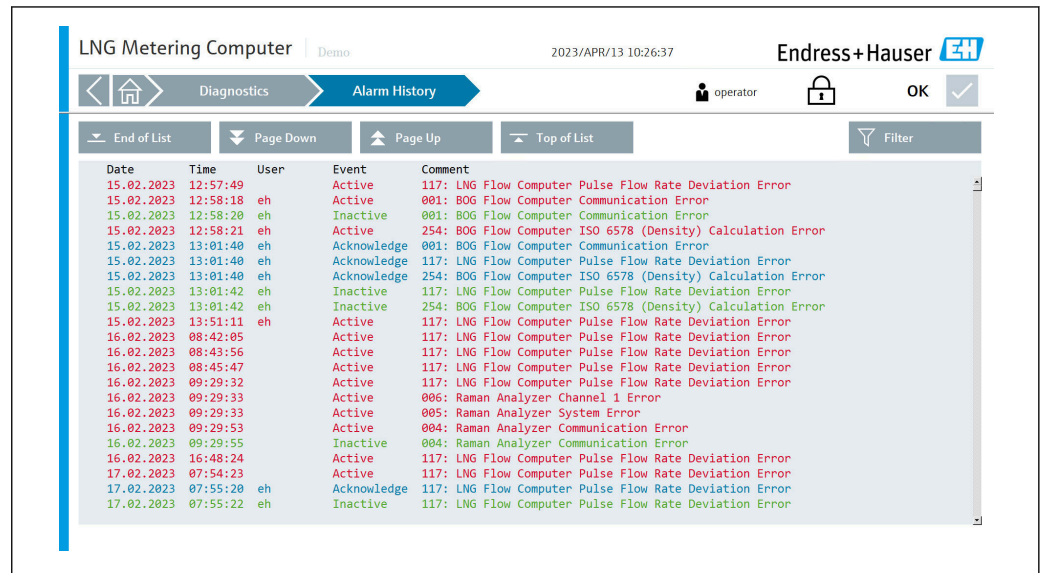 LNG Metering Computer Demo 2023/APR/13 10:26:37 Endress+Hauser EH
Diagnostics Alarm History operator OK
End of List Page Down Page Up Top of List Filter
Date Time User Event Comment
15.02.2023 12:57:49 Active 117: LNG Flow Computer Pulse Flow Rate Deviation Error
15.02.2023 12:58:18 eh Active 001: BOG Flow Computer Communication Error
15.02.2023 12:58:20 eh Inactive 001: BOG Flow Computer Communication Error
15.02.2023 12:58:21 eh Active 254: BOG Flow Computer ISO 6578 (Density) Calculation Error
15.02.2023 13:01:40 eh Acknowledge 001: BOG Flow Computer Communication Error
15.02.2023 13:01:40 eh Acknowledge 117: LNG Flow Computer Pulse Flow Rate Deviation Error
15.02.2023 13:01:40 eh Acknowledge 254: BOG Flow Computer ISO 6578 (Density) Calculation Error
15.02.2023 13:01:42 eh Inactive 117: LNG Flow Computer Pulse Flow Rate Deviation Error
15.02.2023 13:01:42 eh Inactive 254: BOG Flow Computer ISO 6578 (Density) Calculation Error
15.02.2023 13:51:11 eh Active 117: LNG Flow Computer Pulse Flow Rate Deviation Error
16.02.2023 08:42:05 Active 117: LNG Flow Computer Pulse Flow Rate Deviation Error
16.02.2023 08:43:56 Active 117: LNG Flow Computer Pulse Flow Rate Deviation Error
16.02.2023 08:45:47 Active 117: LNG Flow Computer Pulse Flow Rate Deviation Error
16.02.2023 09:29:32 Active 117: LNG Flow Computer Pulse Flow Rate Deviation Error
16.02.2023 09:29:33 Active 006: Raman Analyzer Channel 1 Error
16.02.2023 09:29:33 Active 005: Raman Analyzer System Error
16.02.2023 09:29:53 Active 004: Raman Analyzer Communication Error
16.02.2023 09:29:55 Inactive 004: Raman Analyzer Communication Error
16.02.2023 16:48:24 Active 117: LNG Flow Computer Pulse Flow Rate Deviation Error
17.02.2023 07:54:23 Active 117: LNG Flow Computer Pulse Flow Rate Deviation Error
17.02.2023 07:55:20 eh Acknowledge 117: LNG Flow Computer Pulse Flow Rate Deviation Error
17.02.2023 07:55:22 eh Inactive 117: LNG Flow Computer Pulse Flow Rate Deviation Error